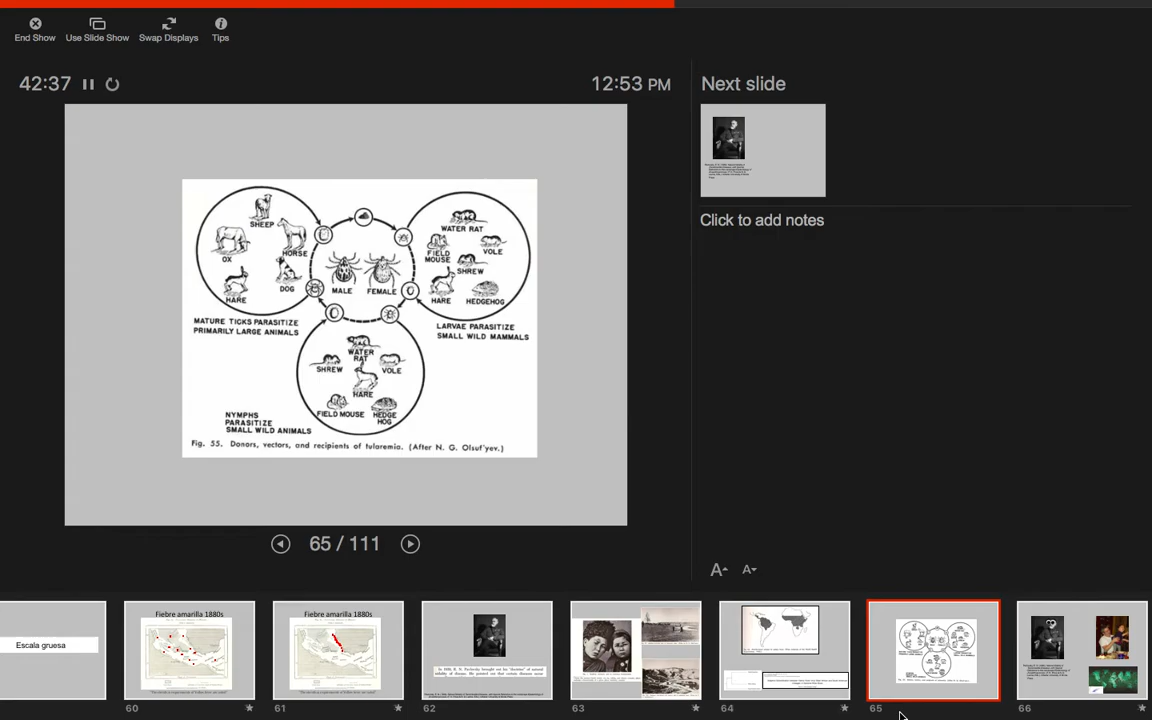 End Show
Use Slide Show
Swap Displays
Tips
42:37
12:53 PM
Next slide
Click to add notes
SHEEP
OX
HORSE
DOG
HARE
MATURE TICKS PARASITIZE
PRIMARILY LARGE ANIMALS
MALE
FEMALE
WATER RAT
FIELD
MOUSE
VOLE
SHREW
HARE
HEDGEHOG
LARVAE PARASITIZE
SMALL WILD MAMMALS
WATER
RAT
SHREW
VOLE
HARE
FIELD MOUSE
HEDGE
HOG
NYMPHS
PARASITIZE
SMALL WILD ANIMALS
Fig. 55. Donors, vectors, and recipients of tularemia. (After N. G. Olsuf'yev.)
65 / 111
A
A
Escala gruesa
Fiebre amarilla 1880s
Fiebre amarilla 1880s
60
61
62
63
64
65
66